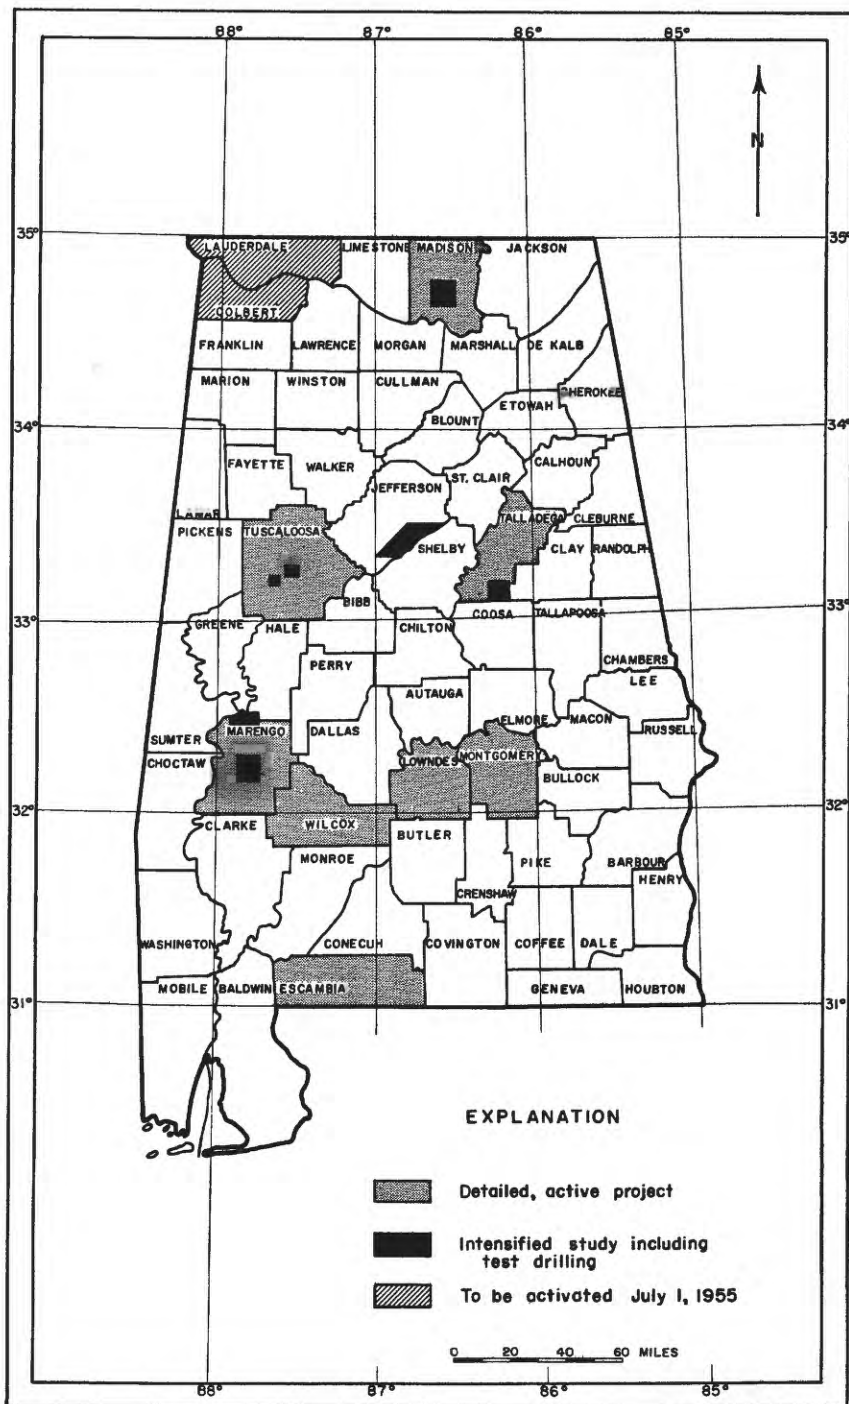 88° 87° 86° 85°
N
35° 35°
LAUDERDALE LIMESTONE MADISON JACKSON
COLBERT
FRANKLIN LAWRENCE MORGAN MARSHALL DE KALB
MARION WINSTON CULLMAN CHEROKEE
ETOWAH
BLOUNT
34° 34°
FAYETTE WALKER ST. CLAIR CALHOUN
JEFFERSON
LAMAR TUSCALOOSA TALLADEGA CLEBURNE
PICKENS SHELBY CLAY RANDOLPH
33° 33°
BIBB
GREENE HALE CHILTON COOSA TALLAPOOSA
PERRY CHAMBERS
LEE
AUTAUGA
SUMTER MARENGO DALLAS ELMORE MACON RUSSELL
CHOCTAW LOWNDES MONTGOMERY
BULLOCK
32° 32°
CLARKE WILCOX BUTLER
MONROE PIKE BARBOUR
CRENSHAW HENRY
WASHINGTON CONECUH COVINGTON COFFEE DALE
MOBILE BALDWIN ESCAMBIA GENEVA HOUBTON
31° 31°
EXPLANATION
Detailed, active project
Intensified study including
test drilling
To be activated July 1, 1955
0 20 40 60 MILES
88° 87° 86° 85°